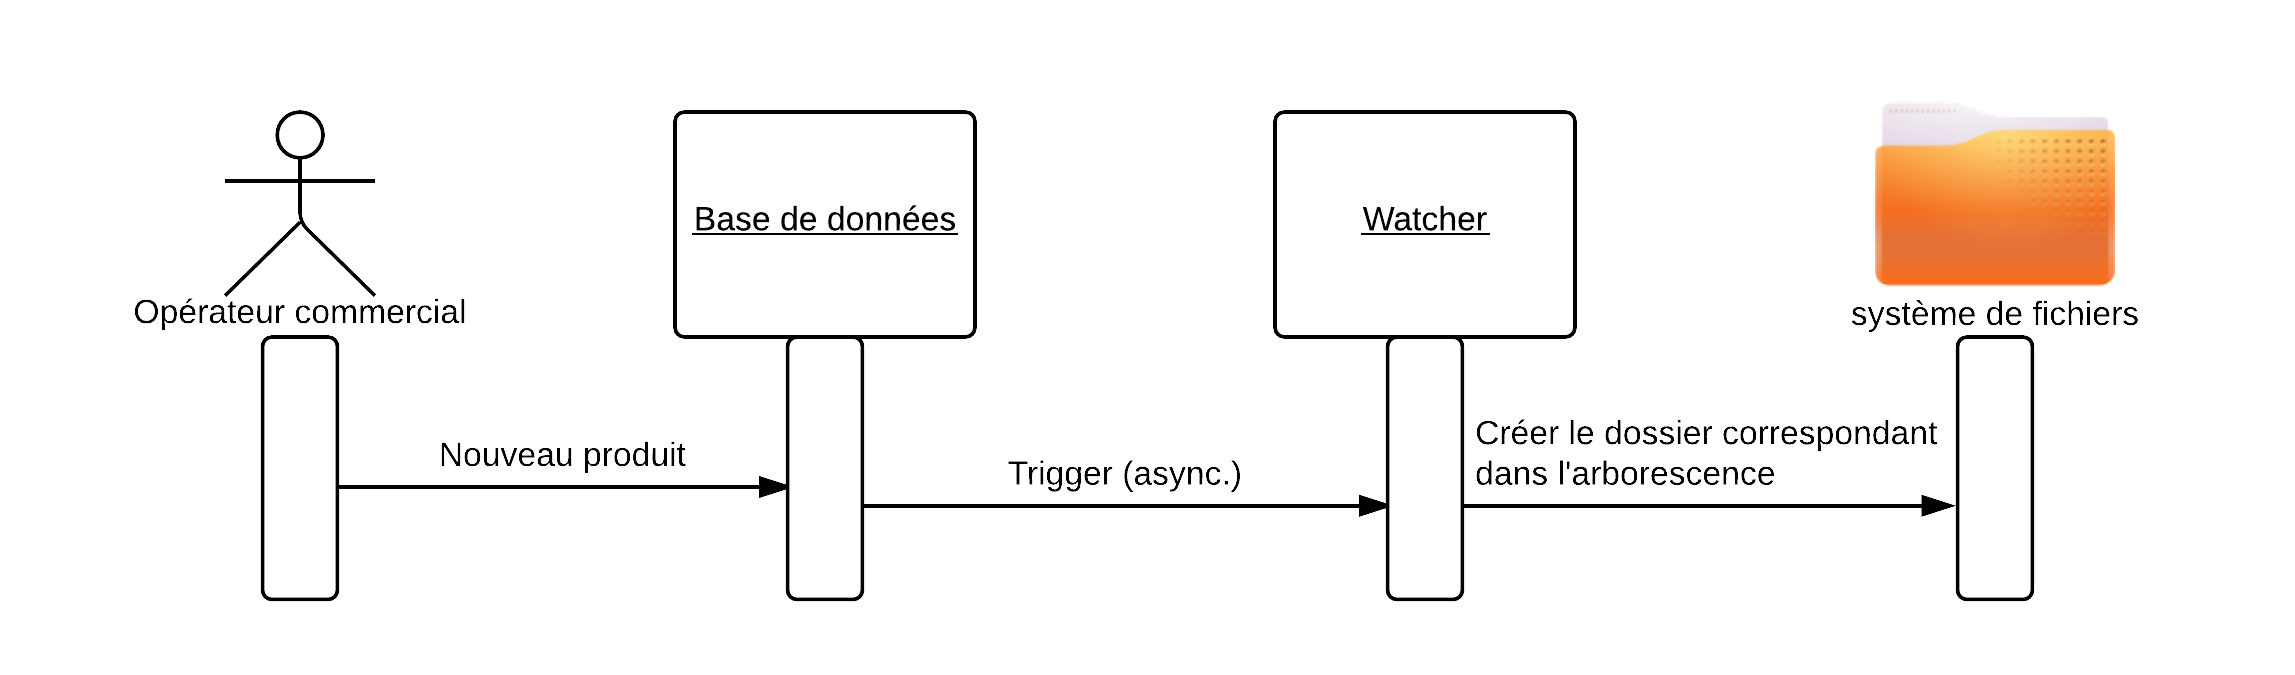 Base de données
Watcher
Opérateur commercial
système de fichiers
Nouveau produit
Trigger (async.)
Créer le dossier correspondant
dans l'arborescence